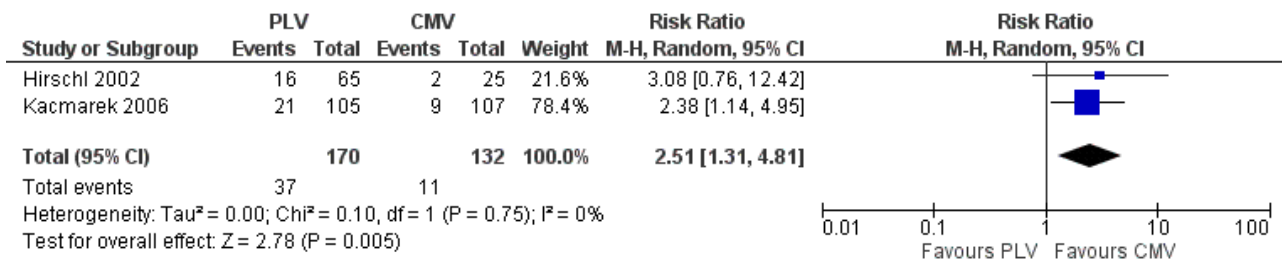 PLV CMV Risk Ratio Risk Ratio
Study or Subgroup Events Total Events Total Weight M-H, Random, 95% CI M-H, Random, 95% CI
Hirschl 2002 16 65 2 25 21.6% 3.08 [0.76, 12.42]
Kacmarek 2006 21 105 9 107 78.4% 2.38 [1.14, 4.95]
Total (95% CI) 170 132 100.0% 2.51 [1.31, 4.81]
Total events 37 11
Heterogeneity: Tau² = 0.00; Chi² = 0.10, df = 1 (P = 0.75); I² = 0%
Test for overall effect: Z = 2.78 (P = 0.005)
0.01 0.1 1 10 100
Favours PLV Favours CMV